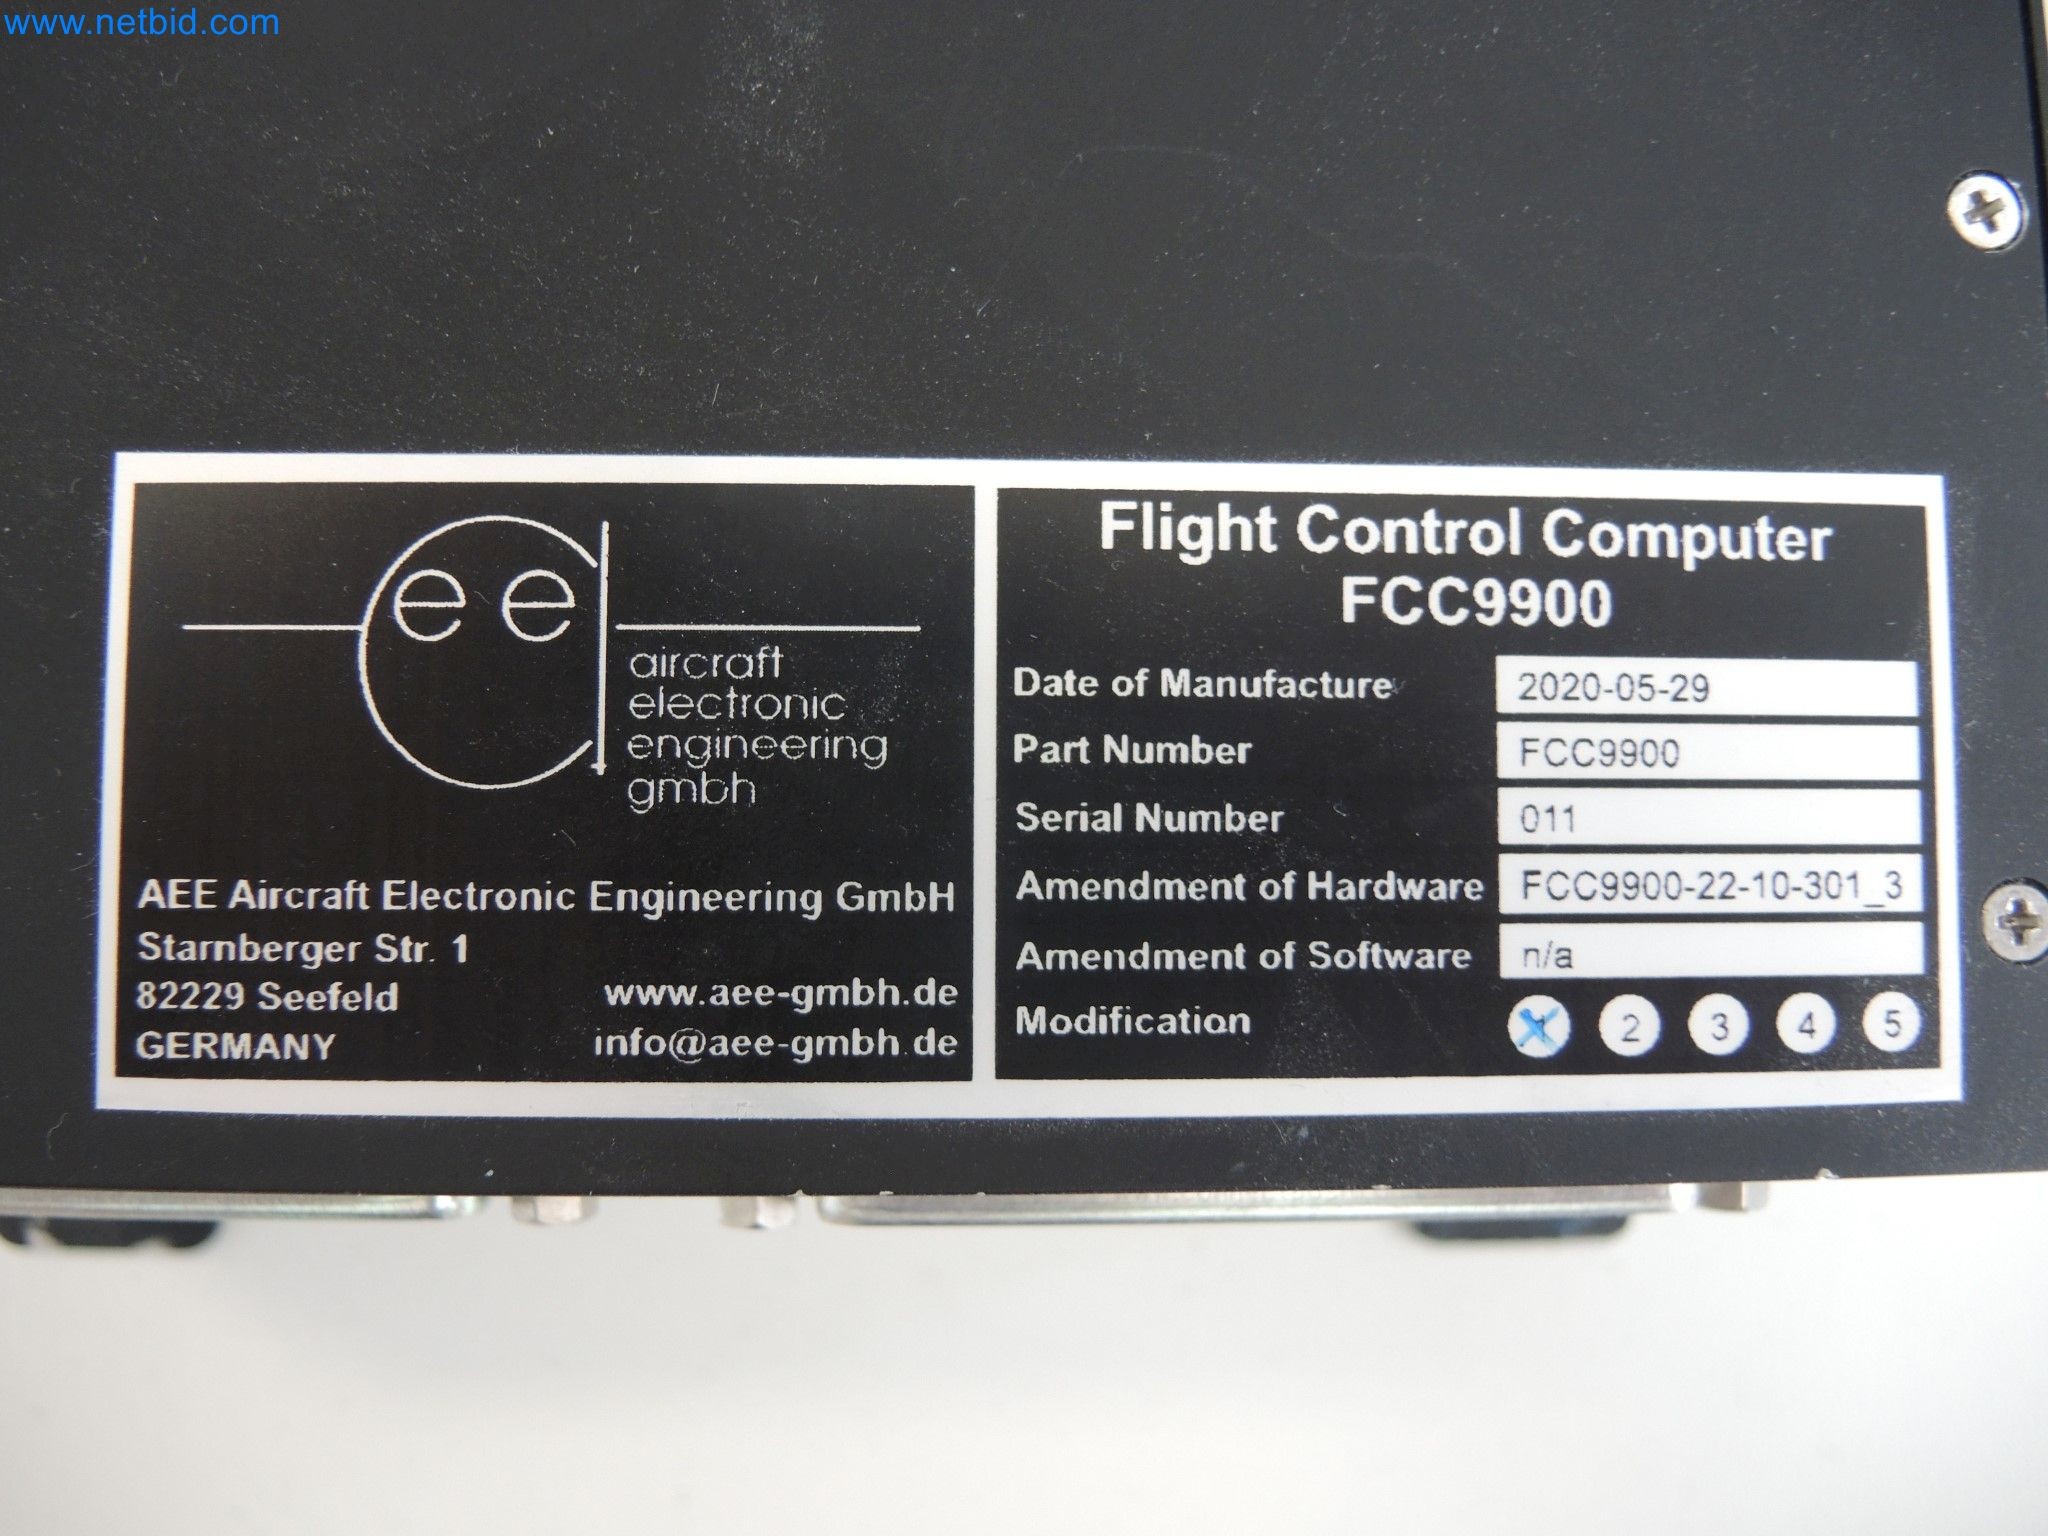 www.netbid.com
ee
aircraft
electronic
engineering
gmbh
AEE Aircraft Electronic Engineering GmbH
Starnberger Str. 1
82229 Seefeld
www.aee-gmbh.de
GERMANY
info@aee-gmbh.de
Flight Control Computer
FCC9900
Date of Manufacture 2020-05-29
Part Number FCC9900
Serial Number 011
Amendment of Hardware FCC9900-22-10-301_3
Amendment of Software n/a
Modification 1 2 3 4 5